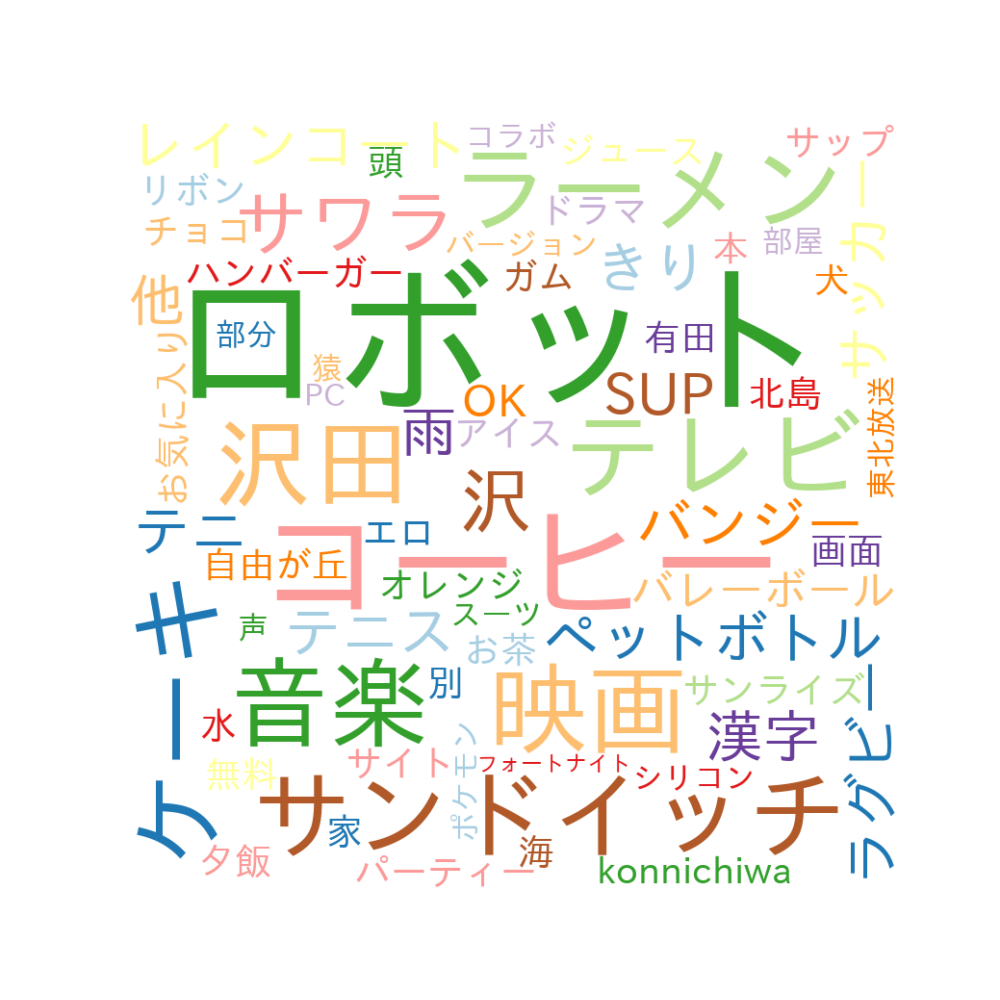 レインコート
コラボ
ジュース
サップ
頭
ラーメン
リボン
サワラ
ドラマ
チョコ
バージョン
きり
本
部屋
サッカー
ハンバーガー
ガム
犬
他
ロボット
部分
有田
お気に入り
猿
PC
OK
SUP
北島
東北放送
雨
アイス
テレビ
沢田
沢
テニ
エロ
バンジー
画面
自由が丘
コーヒー
オレンジ
バレーボール
ケーキ
声
テニス
スーツ
お茶
ペットボトル
音楽
別
映画
サンライズ
水
漢字
ラグビー
無料
サイト
ポケモン
フォートナイト
シリコン
サンドイッチ
家
海
夕飯
パーティー
konnichiwa